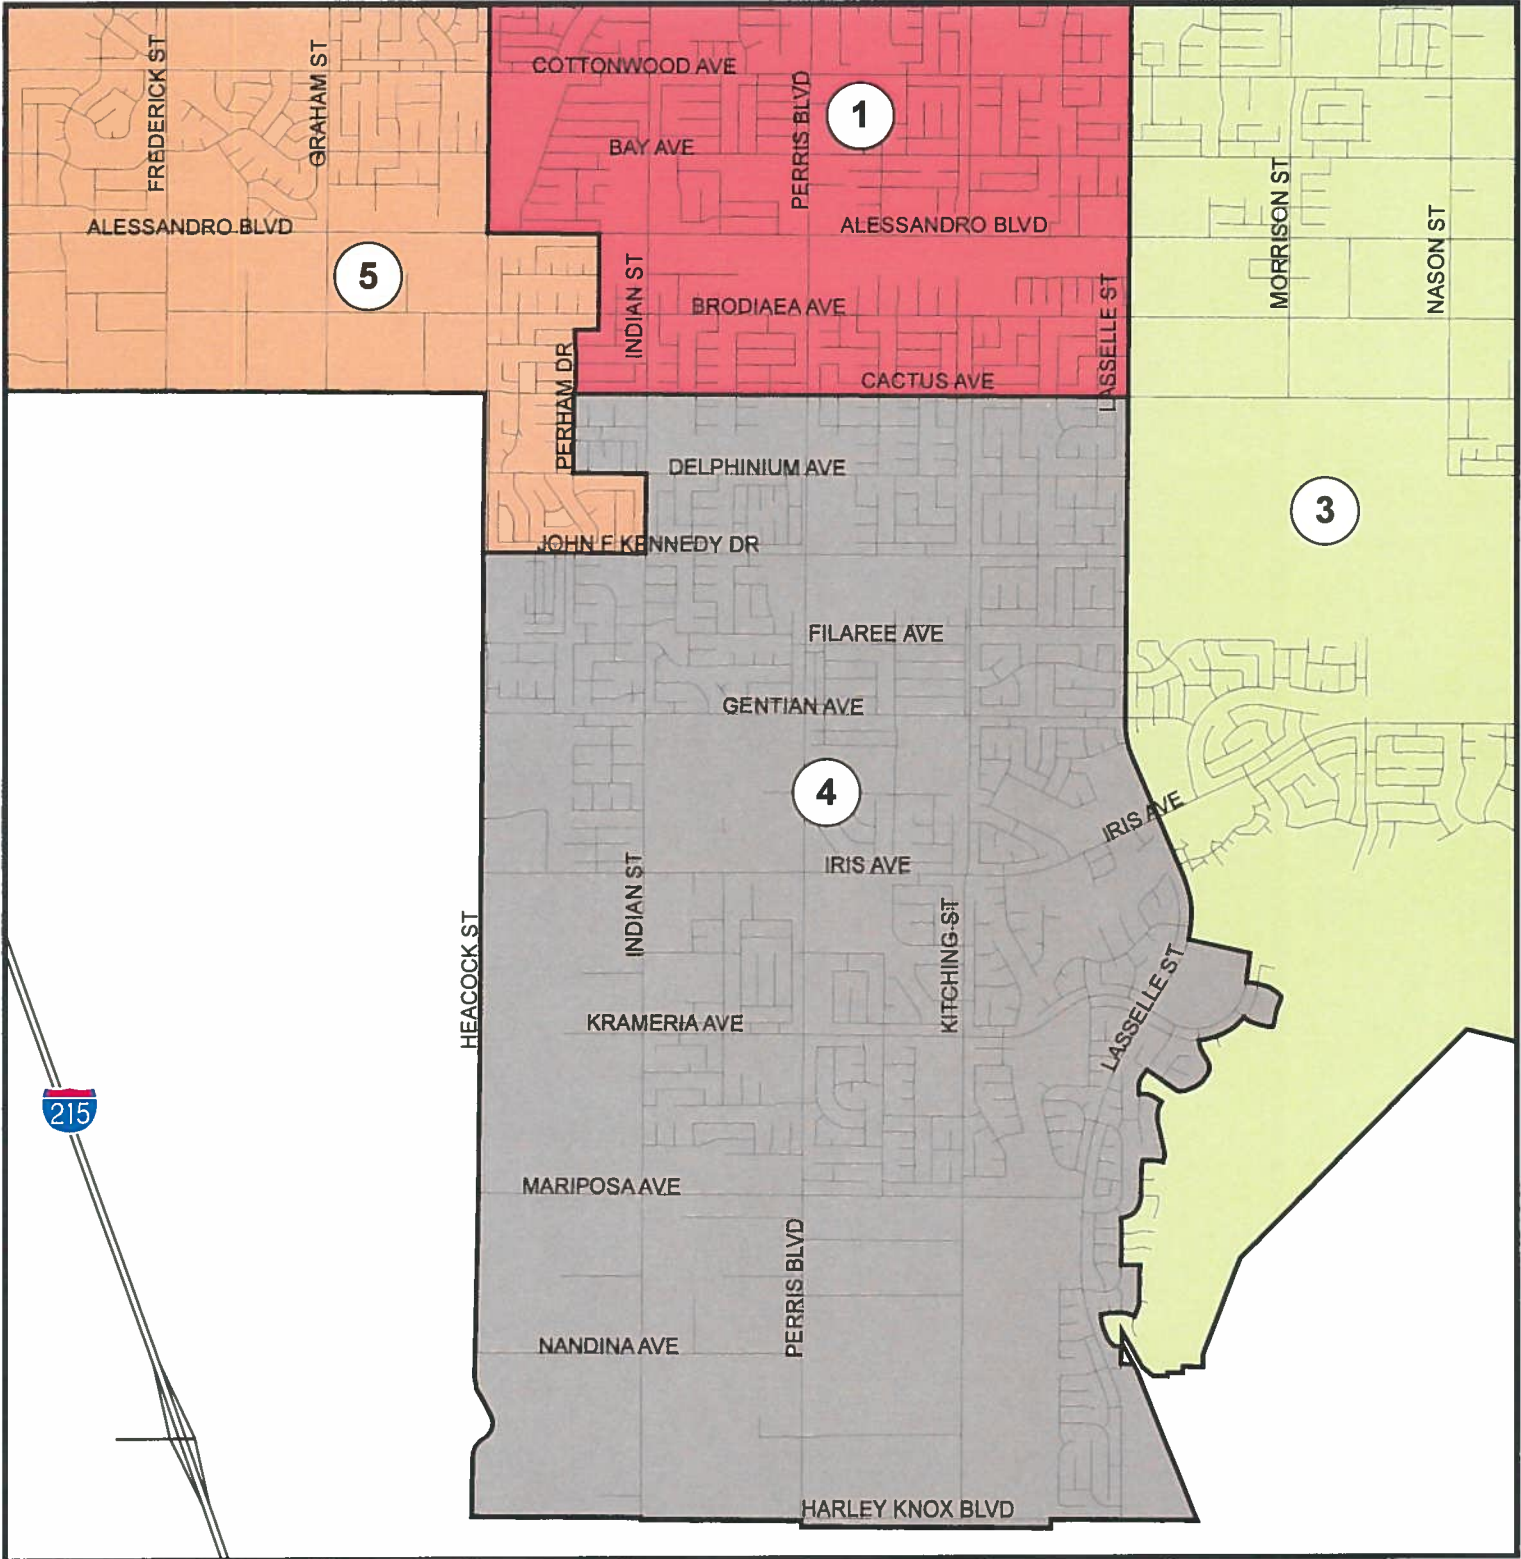 FREDERICK ST
GRAHAM ST
COTTONWOOD AVE
PERRIS BLVD
1
BAY AVE
MORRISON ST
NASON ST
ALESSANDRO BLVD
ALESSANDRO BLVD
5
INDIAN ST
BRODIAEA AVE
LASSELLE ST
PERHAM DR
CACTUS AVE
DELPHINIUM AVE
3
JOHN F KENNEDY DR
FILAREE AVE
GENTIAN AVE
4
IRIS AVE
IRIS AVE
INDIAN ST
KITCHING ST
HEACOCK ST
LASSELLE ST
KRAMERIA AVE
215
MARIPOSA AVE
PERRIS BLVD
NANDINA AVE
HARLEY KNOX BLVD